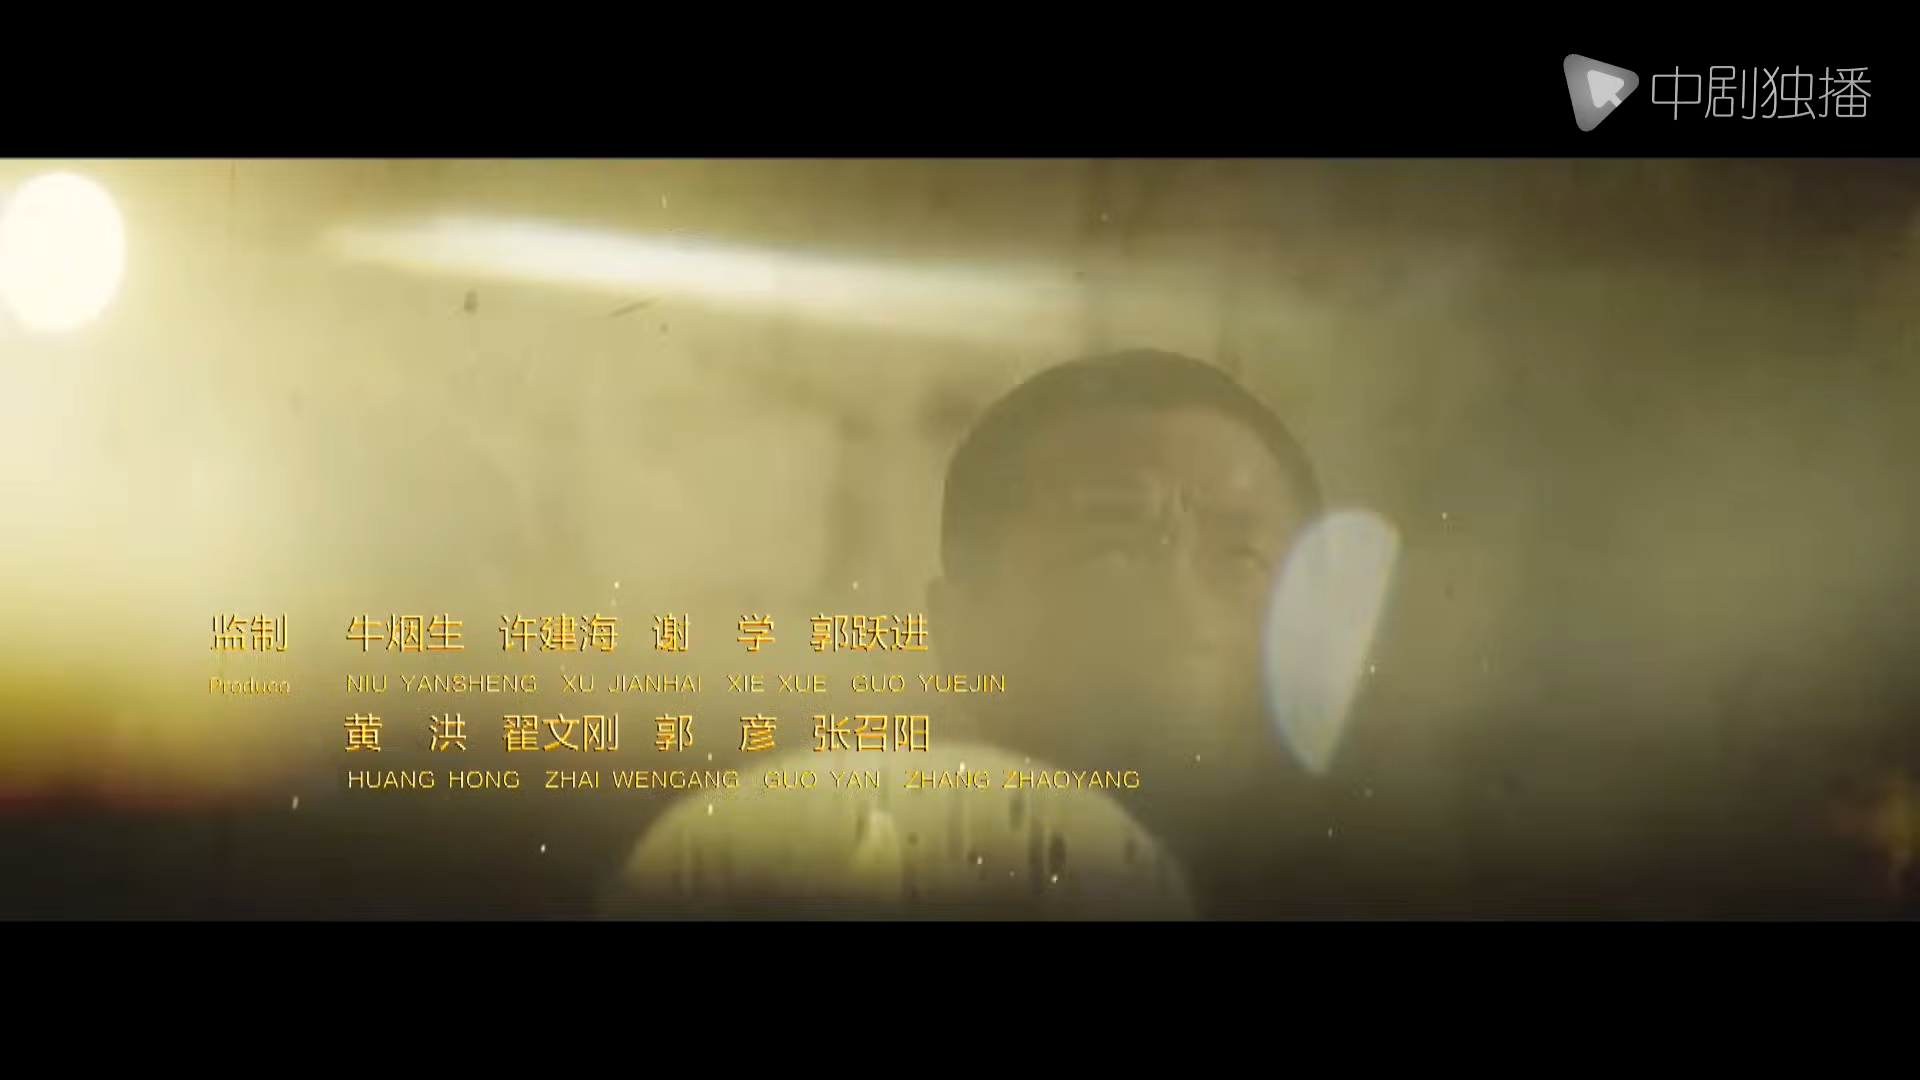 中剧独播
监制 牛烟生 许建海 谢 学 郭跃进
Produco NIU YANSHENG XU JIANHAI XIE XUE GUO YUEJIN
黄 洪 翟文刚 郭 彦 张召阳
HUANG HONG ZHAI WENGANG GUO YAN ZHANG ZHAOYANG